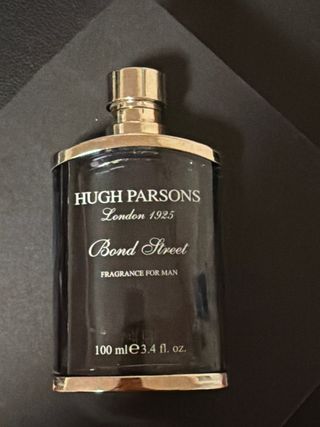 HUGH PARSONS
London 1925
Bond Street
FRAGRANCE FOR MAN
100 ml ℮ 3.4 fl. oz.